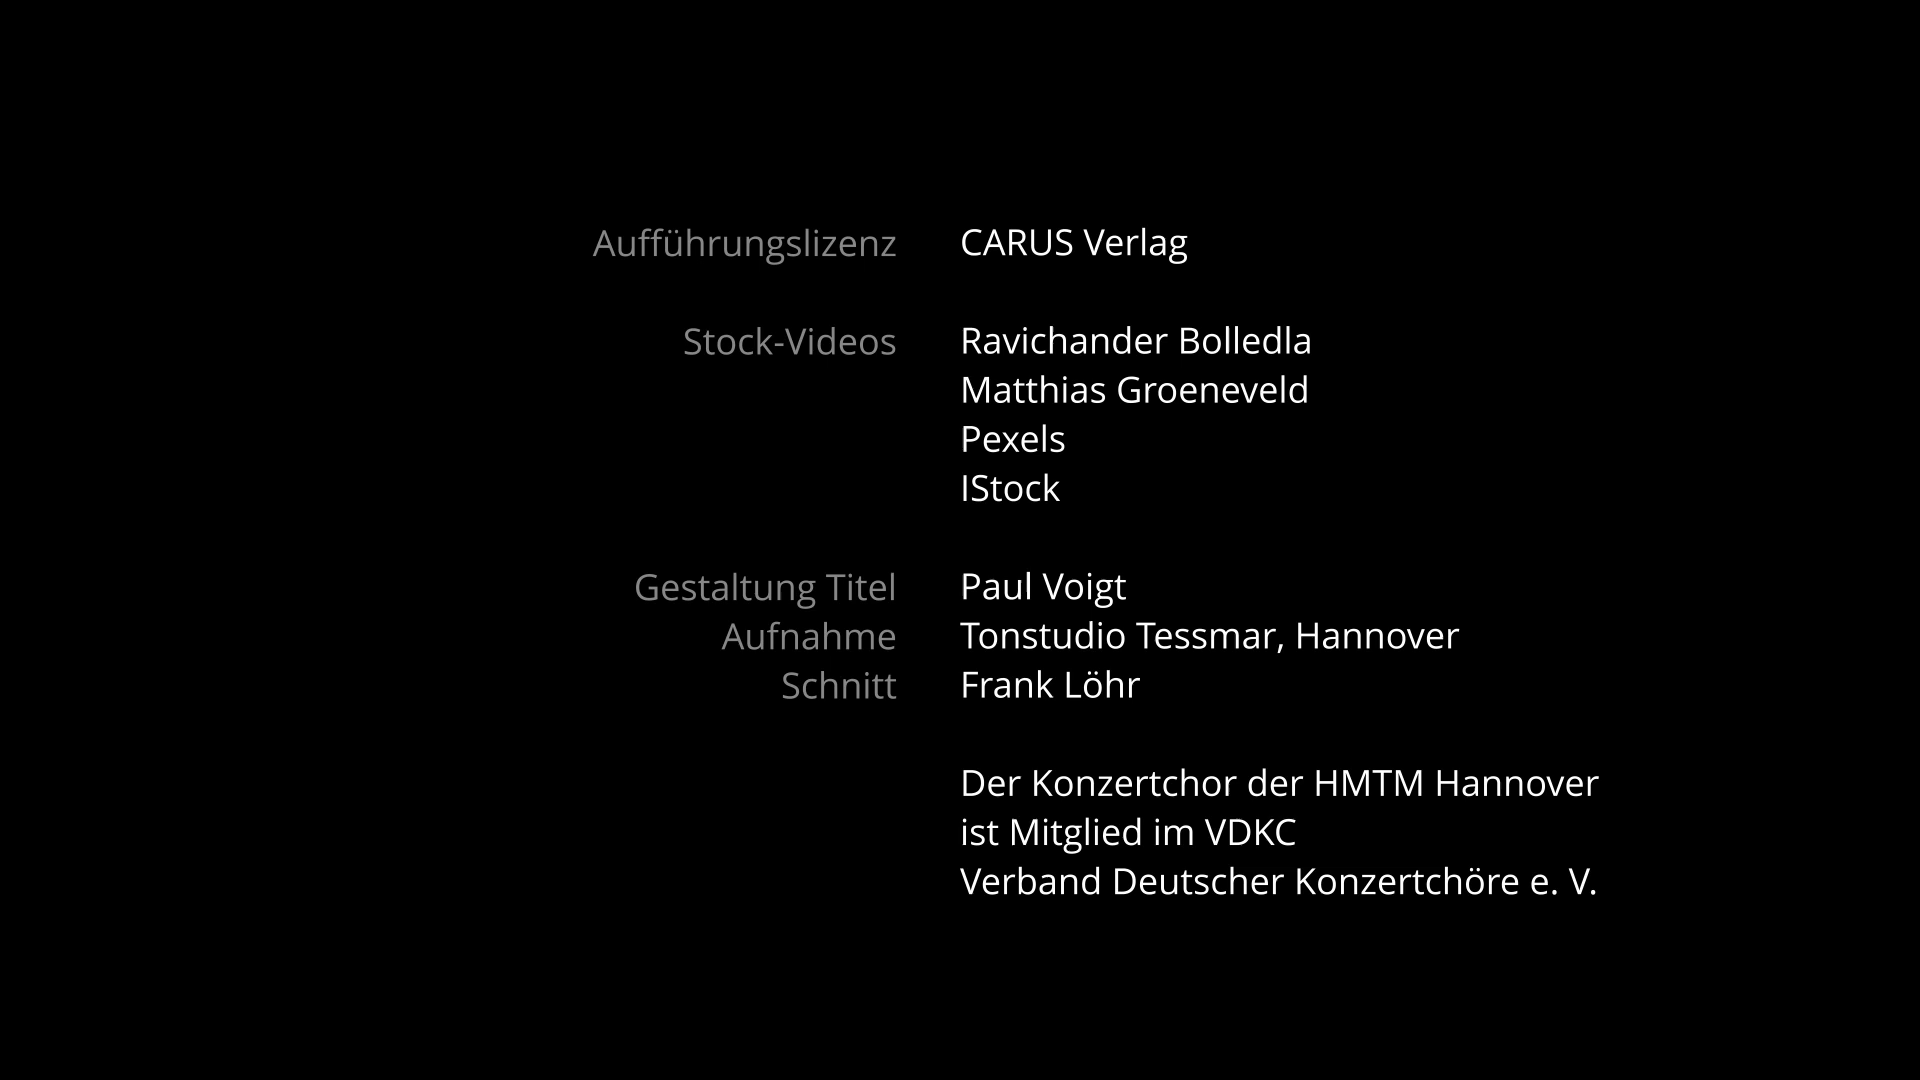 Aufführungslizenz CARUS Verlag
Stock-Videos Ravichander Bolledla
Matthias Groeneveld
Pexels
IStock
Gestaltung Titel Paul Voigt
Aufnahme Tonstudio Tessmar, Hannover
Schnitt Frank Löhr
Der Konzertchor der HMTM Hannover
ist Mitglied im VDKC
Verband Deutscher Konzertchöre e. V.